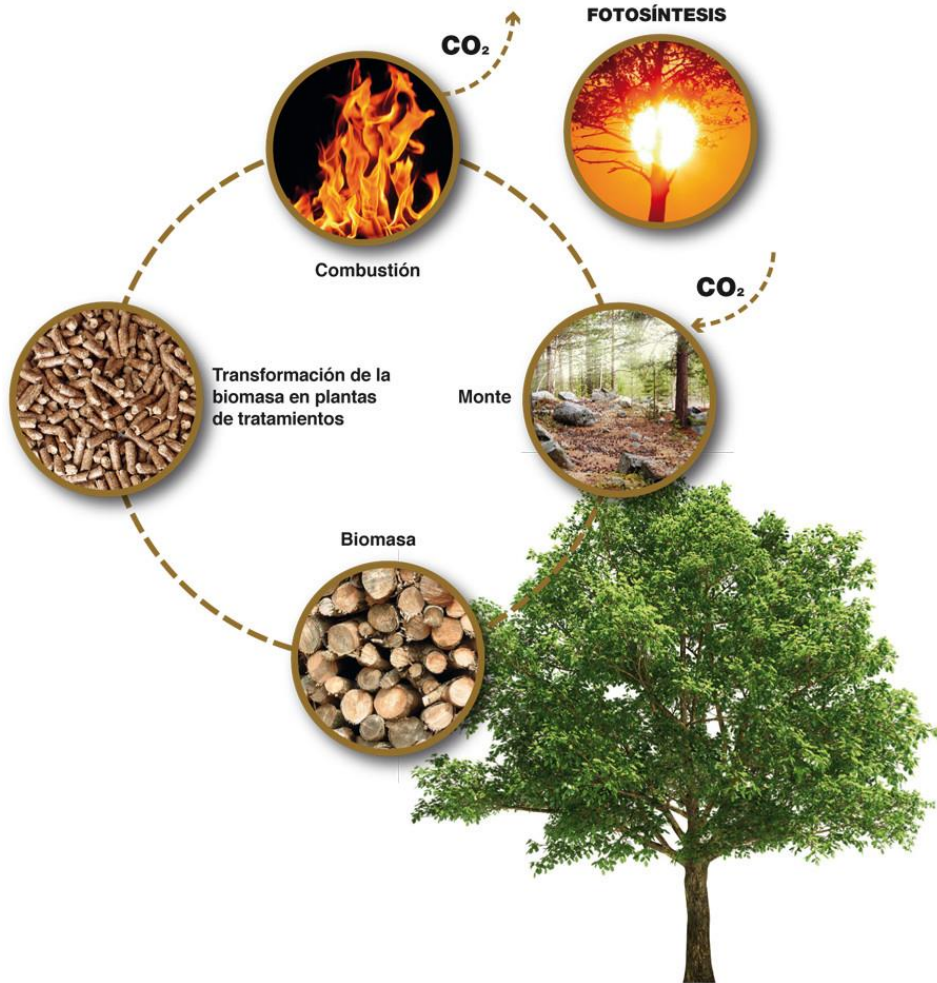 FOTOSÍNTESIS
CO₂
Combustión
CO₂
Transformación de la
biomasa en plantas
de tratamientos
Monte
Biomasa